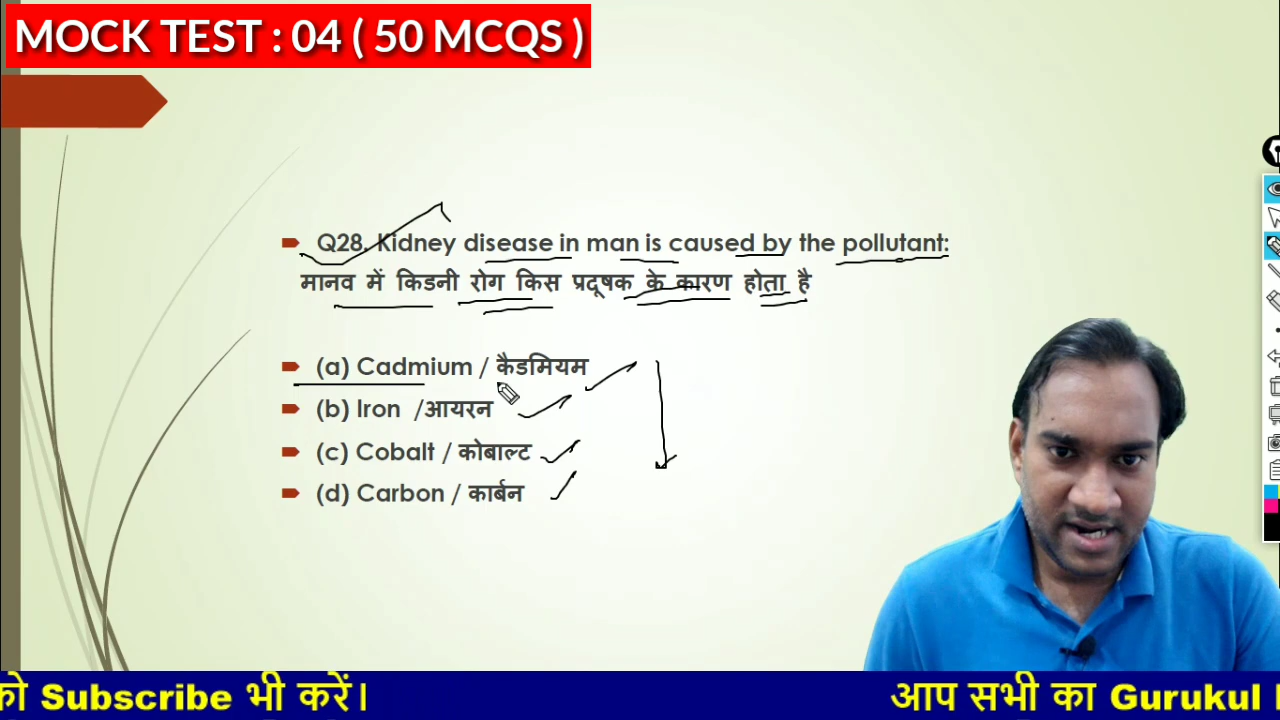 MOCK TEST : 04 ( 50 MCQS )
Q28. Kidney disease in man is caused by the pollutant:
मानव में किडनी रोग किस प्रदूषक के कारण होता है
(a) Cadmium / कैडमियम
(b) Iron /आयरन
(c) Cobalt / कोबाल्ट
(d) Carbon / कार्बन
को Subscribe भी करें। आप सभी का Gurukul